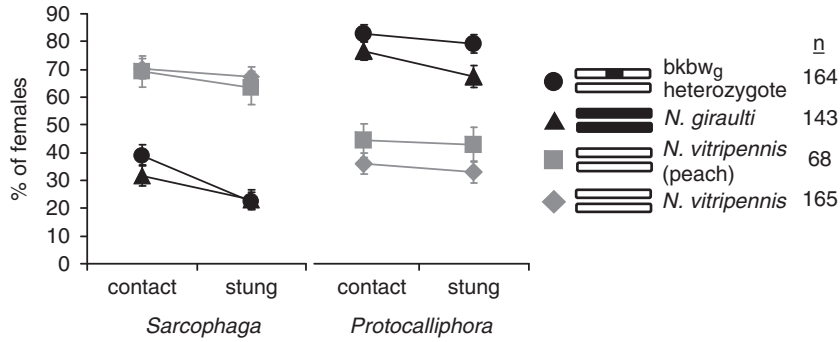 % of females
90
80
70
60
50
40
30
20
10
0
contact stung contact stung
Sarcophaga Protocalliphora
n
bkbwg heterozygote 164
N. giraulti 143
N. vitripennis (peach) 68
N. vitripennis 165